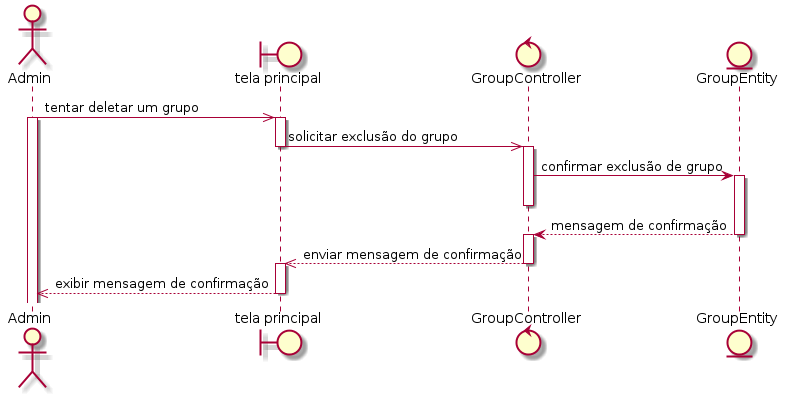 Admin
tela principal
GroupController
GroupEntity
tentar deletar um grupo
solicitar exclusão do grupo
confirmar exclusão de grupo
mensagem de confirmação
enviar mensagem de confirmação
exibir mensagem de confirmação
Admin
tela principal
GroupController
GroupEntity